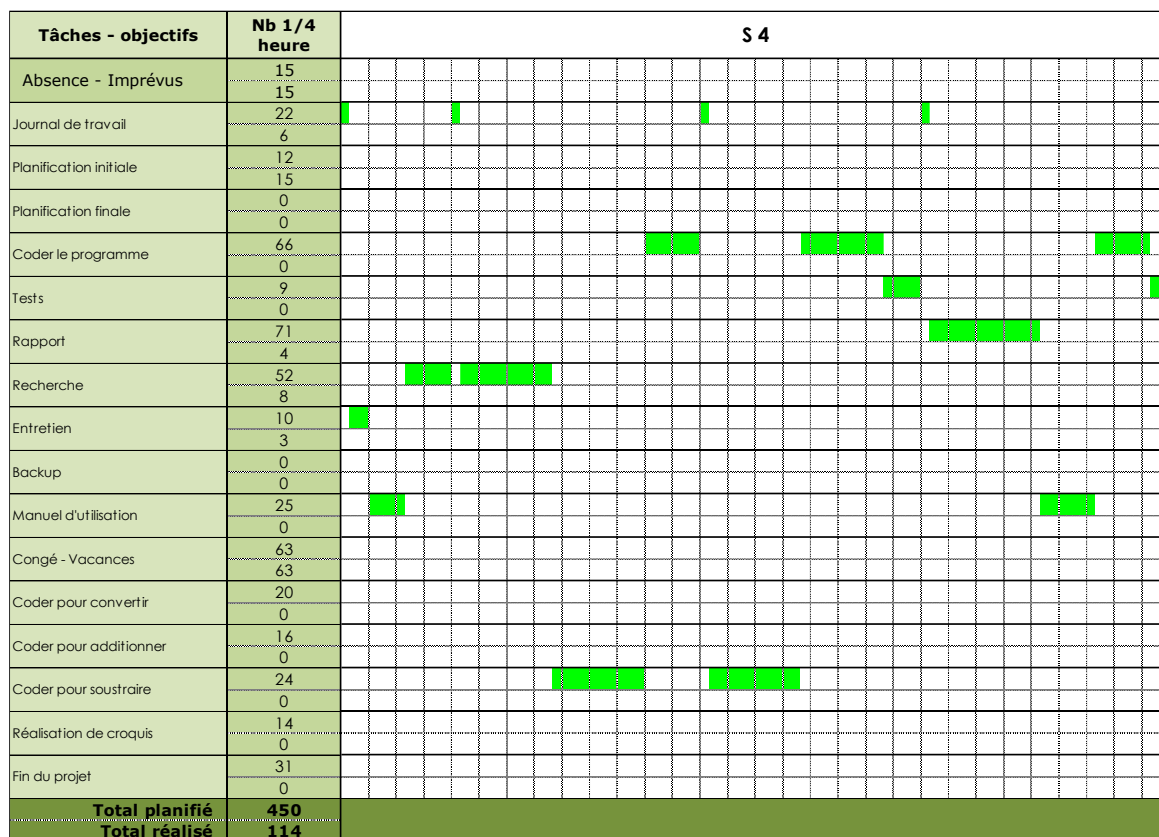 Tâches - objectifs
Nb 1/4
heure
S 4
Absence - Imprévus
15
15
Journal de travail
22
6
Planification initiale
12
15
Planification finale
0
0
Coder le programme
66
0
Tests
9
0
Rapport
71
4
Recherche
52
8
Entretien
10
3
Backup
0
0
Manuel d'utilisation
25
0
Congé - Vacances
63
63
Coder pour convertir
20
0
Coder pour additionner
16
0
Coder pour soustraire
24
0
Réalisation de croquis
14
0
Fin du projet
31
0
Total planifié 450
Total réalisé 114